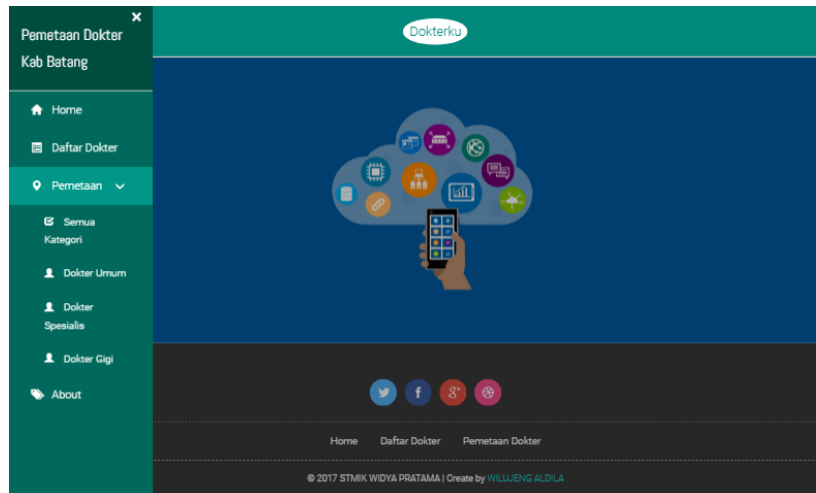 Pemetaan Dokter
Kab Batang
Home
Daftar Dokter
Pemetaan
Semua
Kategori
Dokter Umum
Dokter
Spesialis
Dokter Gigi
About
Dokterku
Home Daftar Dokter Pemetaan Dokter
© 2017 STMIK WIDYA PRATAMA | Create by WILUJENG ALDILA